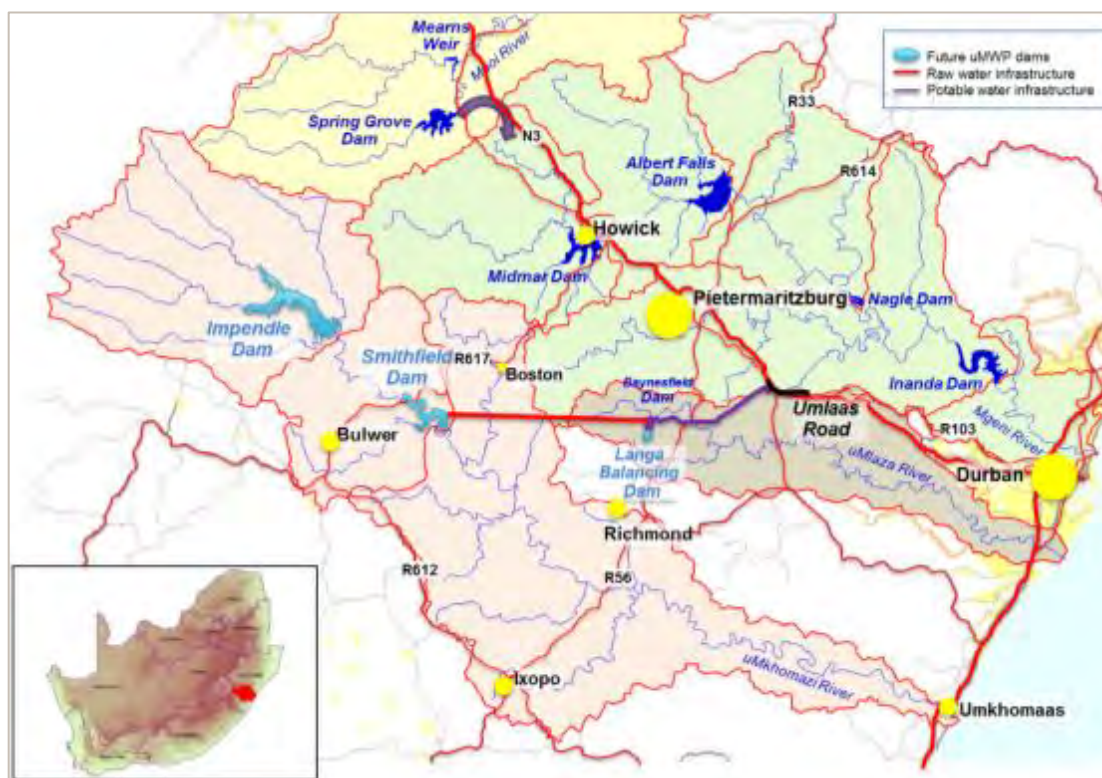 Mearns
Weir
Mooi River
Future uMWP dams
Raw water infrastructure
Potable water infrastructure
R33
Spring Grove
Dam
N3
Albert Falls
Dam
R614
Howick
Midmar Dam
Pietermaritzburg
Nagle Dam
Impendle
Dam
Smithfield
Dam
R617
Boston
Baynesfield
Dam
Inanda Dam
Umlaas
Road
Mgeni River
R103
Bulwer
Langa
Balancing
Dam
uMlaza River
Durban
Richmond
R612
R56
uMkhomazi River
Ixopo
Umkhomaas